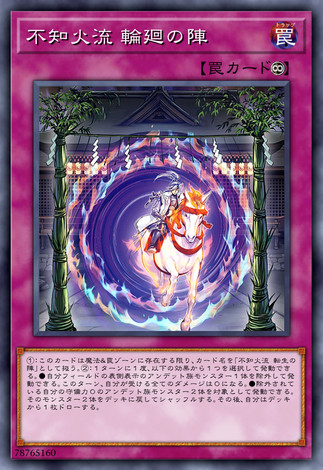 不知火流 輪廻の陣
トラップ
罠
【罠カード】
①:このカードは魔法&罠ゾーンに存在する限り、カード名を「不知火流 転生の
陣」として扱う。②:1ターンに1度、以下の効果から1つを選択して発動でき
る。●自分フィールドの表側表示のアンデット族モンスター1体を除外して発
動できる。このターン、自分が受ける全てのダメージは0になる。●除外されて
いる自分の守備力0のアンデット族モンスター2体を対象として発動できる。
そのモンスター2体をデッキに戻してシャッフルする。その後、自分はデッキ
から1枚ドローする。
78765160